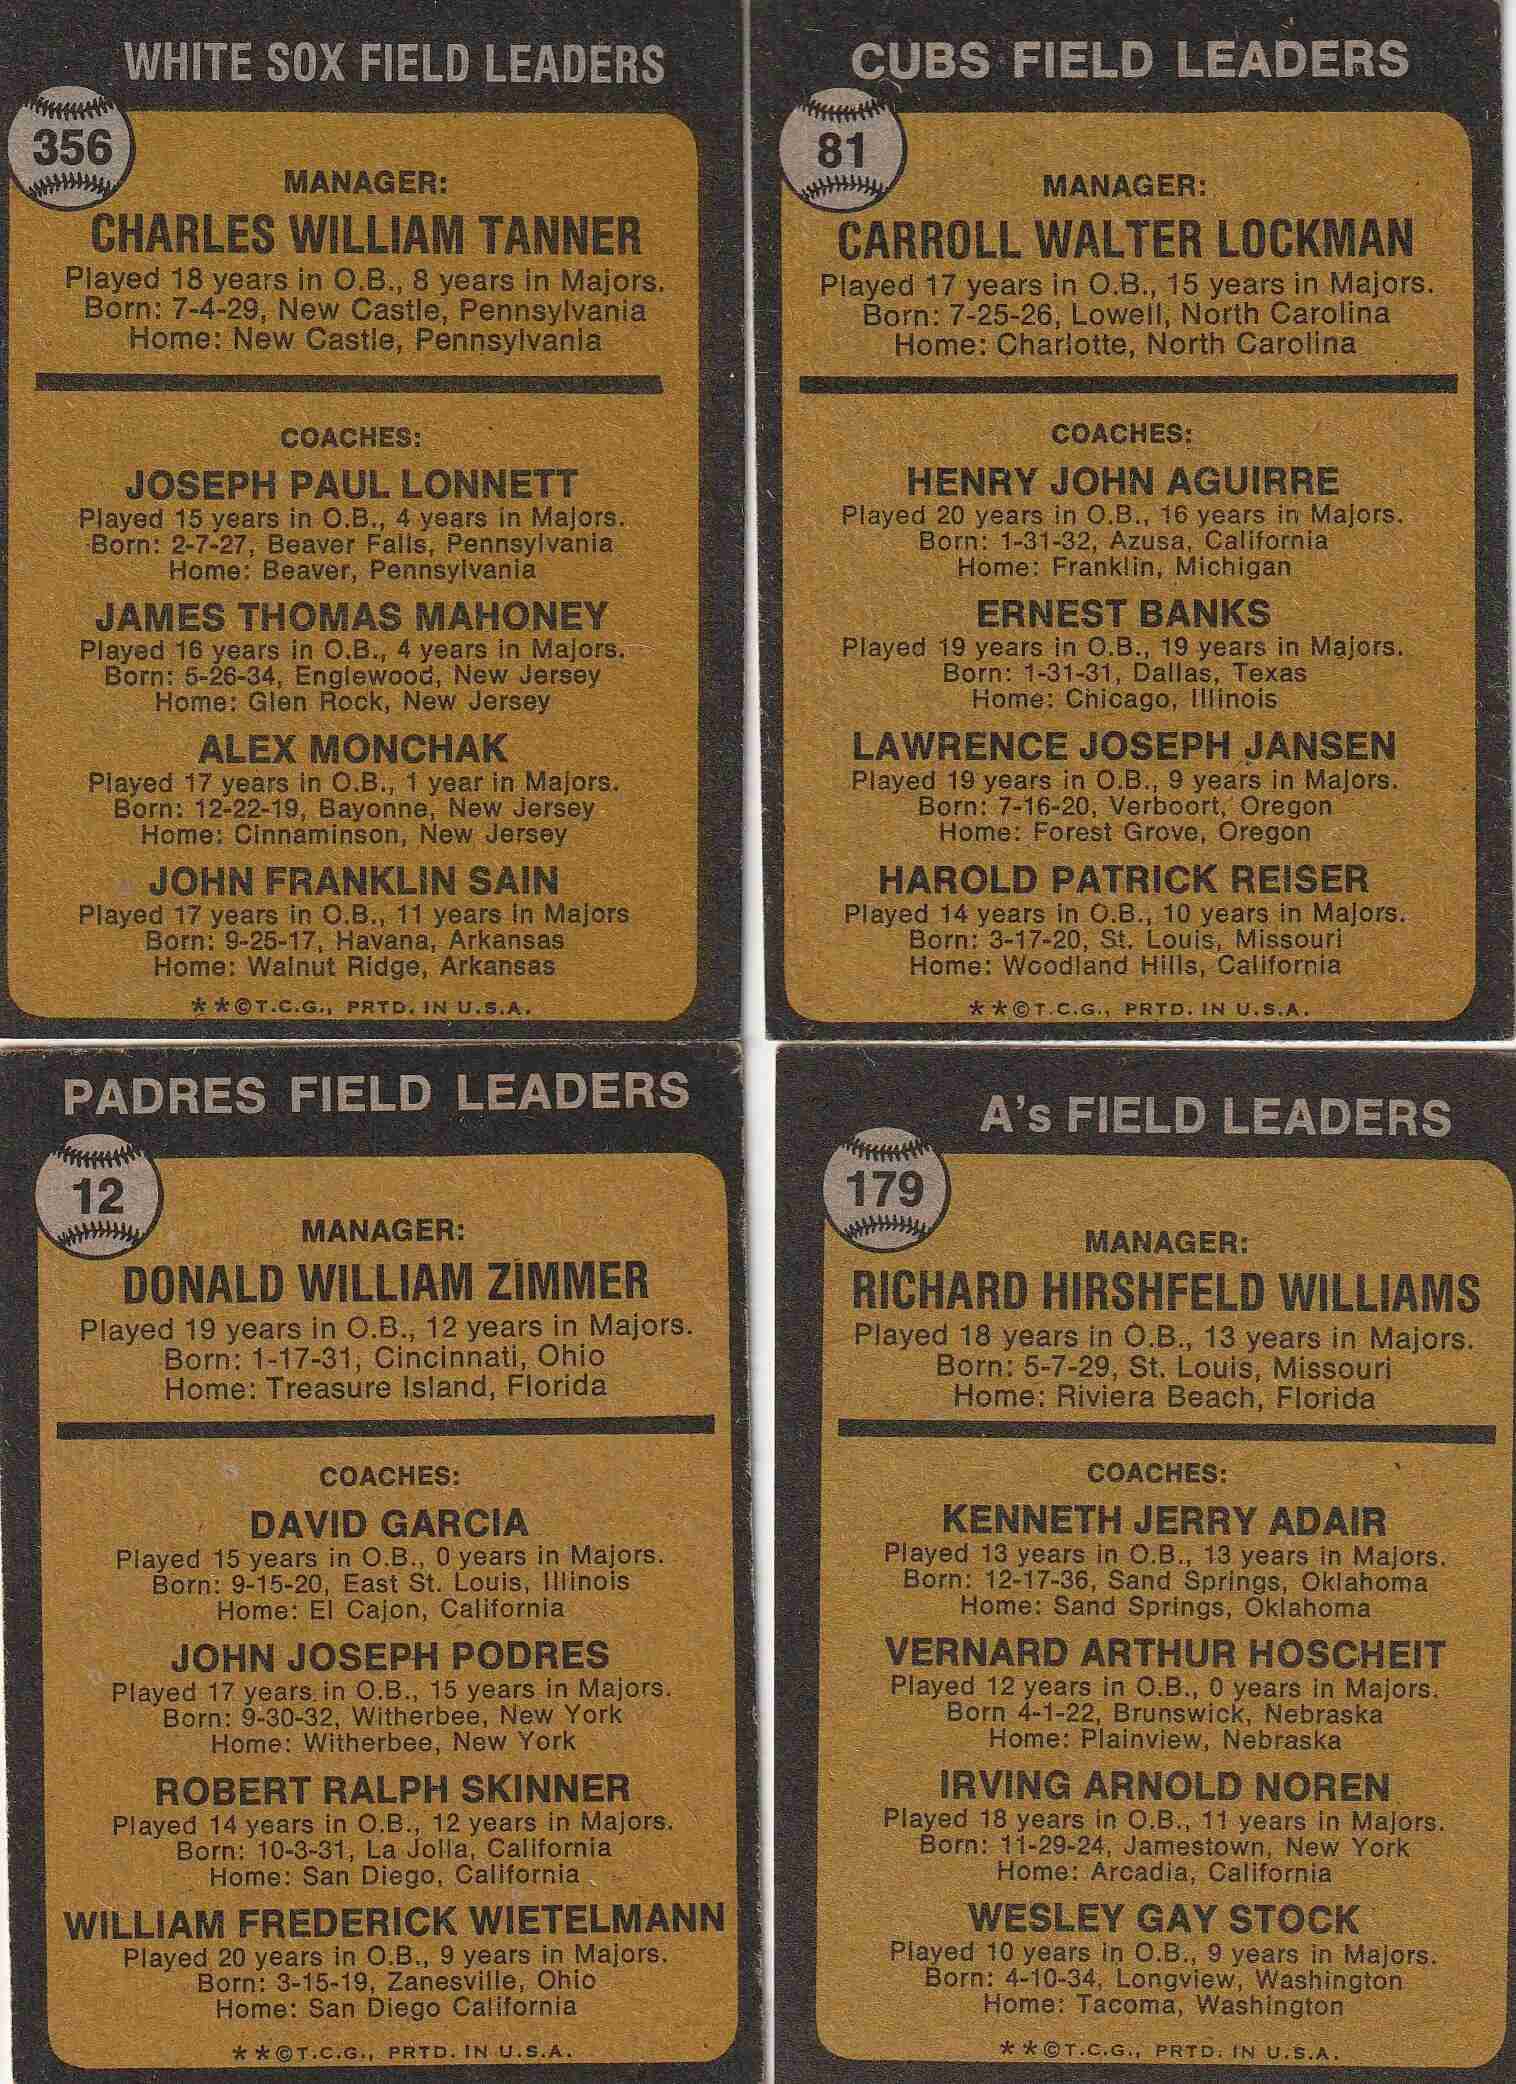 WHITE SOX FIELD LEADERS
356
MANAGER:
CHARLES WILLIAM TANNER
Played 18 years in O.B., 8 years in Majors.
Born: 7-4-29, New Castle, Pennsylvania
Home: New Castle, Pennsylvania
COACHES:
JOSEPH PAUL LONNETT
Played 15 years in O.B., 4 years in Majors.
Born: 2-7-27, Beaver Falls, Pennsylvania
Home: Beaver, Pennsylvania
JAMES THOMAS MAHONEY
Played 16 years in O.B., 4 years in Majors.
Born: 5-26-34, Englewood, New Jersey
Home: Glen Rock, New Jersey
ALEX MONCHAK
Played 17 years in O.B., 1 year in Majors.
Born: 12-22-19, Bayonne, New Jersey
Home: Cinnaminson, New Jersey
JOHN FRANKLIN SAIN
Played 17 years in O.B., 11 years in Majors
Born: 9-25-17, Havana, Arkansas
Home: Walnut Ridge, Arkansas
**©T.C.G., PRTD. IN U.S.A.
CUBS FIELD LEADERS
81
MANAGER:
CARROLL WALTER LOCKMAN
Played 17 years in O.B., 15 years in Majors.
Born: 7-25-26, Lowell, North Carolina
Home: Charlotte, North Carolina
COACHES:
HENRY JOHN AGUIRRE
Played 20 years in O.B., 16 years in Majors.
Born: 1-31-32, Azusa, California
Home: Franklin, Michigan
ERNEST BANKS
Played 19 years in O.B., 19 years in Majors.
Born: 1-31-31, Dallas, Texas
Home: Chicago, Illinois
LAWRENCE JOSEPH JANSEN
Played 19 years in O.B., 9 years in Majors.
Born: 7-16-20, Verboort, Oregon
Home: Forest Grove, Oregon
HAROLD PATRICK REISER
Played 14 years in O.B., 10 years in Majors.
Born: 3-17-20, St. Louis, Missouri
Home: Woodland Hills, California
**©T.C.G., PRTD. IN U.S.A.
PADRES FIELD LEADERS
12
MANAGER:
DONALD WILLIAM ZIMMER
Played 19 years in O.B., 12 years in Majors.
Born: 1-17-31, Cincinnati, Ohio
Home: Treasure Island, Florida
COACHES:
DAVID GARCIA
Played 15 years in O.B., 0 years in Majors.
Born: 9-15-20, East St. Louis, Illinois
Home: El Cajon, California
JOHN JOSEPH PODRES
Played 17 years in O.B., 15 years in Majors.
Born: 9-30-32, Witherbee, New York
Home: Witherbee, New York
ROBERT RALPH SKINNER
Played 14 years in O.B., 12 years in Majors.
Born: 10-3-31, La Jolla, California
Home: San Diego, California
WILLIAM FREDERICK WIETELMANN
Played 20 years in O.B., 9 years in Majors.
Born: 3-15-19, Zanesville, Ohio
Home: San Diego California
**©T.C.G., PRTD. IN U.S.A.
A's FIELD LEADERS
179
MANAGER:
RICHARD HIRSHFELD WILLIAMS
Played 18 years in O.B., 13 years in Majors.
Born: 5-7-29, St. Louis, Missouri
Home: Riviera Beach, Florida
COACHES:
KENNETH JERRY ADAIR
Played 13 years in O.B., 13 years in Majors.
Born: 12-17-36, Sand Springs, Oklahoma
Home: Sand Springs, Oklahoma
VERNARD ARTHUR HOSCHEIT
Played 12 years in O.B., 0 years in Majors.
Born 4-1-22, Brunswick, Nebraska
Home: Plainview, Nebraska
IRVING ARNOLD NOREN
Played 18 years in O.B., 11 years in Majors.
Born: 11-29-24, Jamestown, New York
Home: Arcadia, California
WESLEY GAY STOCK
Played 10 years in O.B., 9 years in Majors.
Born: 4-10-34, Longview, Washington
Home: Tacoma, Washington
**©T.C.G., PRTD. IN U.S.A.